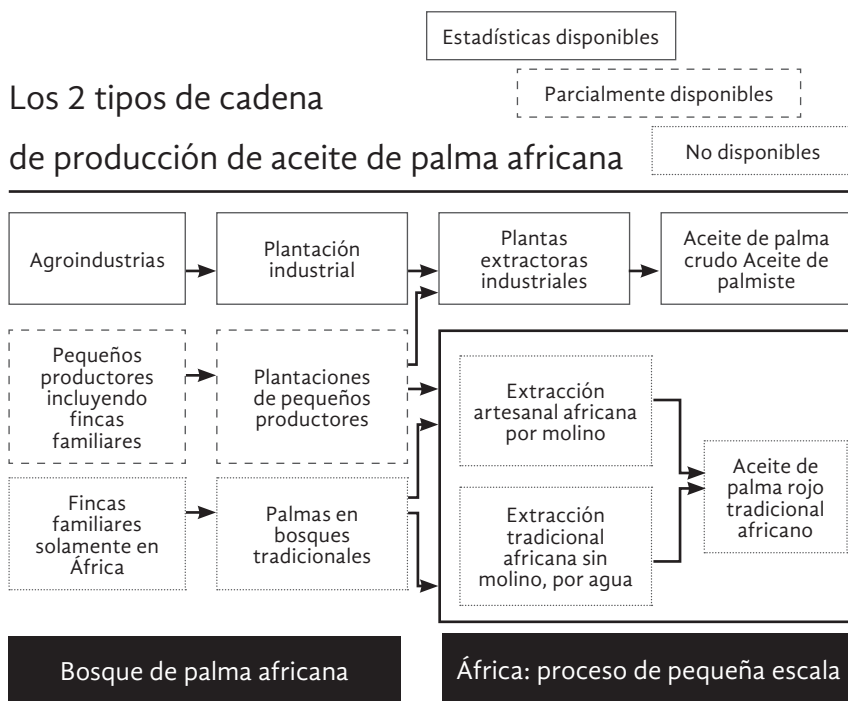 Estadísticas disponibles
Parcialmente disponibles
No disponibles
Los 2 tipos de cadena
de producción de aceite de palma africana
Agroindustrias
Plantación
industrial
Plantas
extractoras
industriales
Aceite de palma
crudo Aceite de
palmiste
Pequeños
productores
incluyendo
fincas
familiares
Plantaciones
de pequeños
productores
Extracción
artesanal africana
por molino
Fincas
familiares
solamente en
África
Palmas en
bosques
tradicionales
Extracción
tradicional
africana sin
molino, por agua
Aceite de
palma rojo
tradicional
africano
Bosque de palma africana
África: proceso de pequeña escala